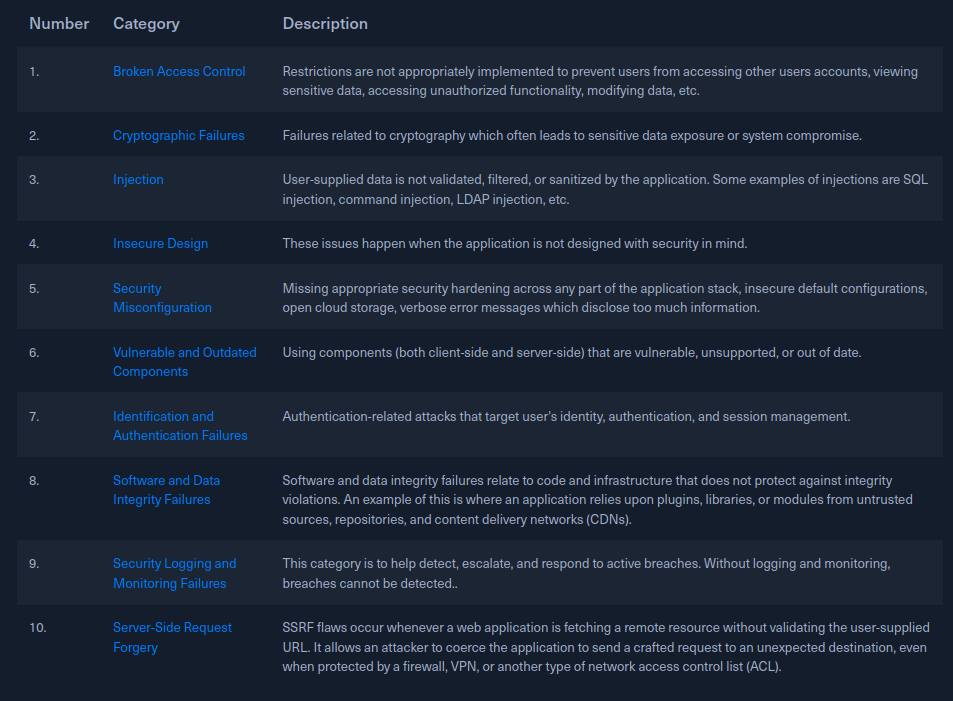 Number Category Description
1. Broken Access Control Restrictions are not appropriately implemented to prevent users from accessing other users accounts, viewing
sensitive data, accessing unauthorized functionality, modifying data, etc.
2. Cryptographic Failures Failures related to cryptography which often leads to sensitive data exposure or system compromise.
3. Injection User-supplied data is not validated, filtered, or sanitized by the application. Some examples of injections are SQL
injection, command injection, LDAP injection, etc.
4. Insecure Design These issues happen when the application is not designed with security in mind.
5. Security Missing appropriate security hardening across any part of the application stack, insecure default configurations,
Misconfiguration open cloud storage, verbose error messages which disclose too much information.
6. Vulnerable and Outdated Using components (both client-side and server-side) that are vulnerable, unsupported, or out of date.
Components
7. Identification and Authentication-related attacks that target user's identity, authentication, and session management.
Authentication Failures
8. Software and Data Software and data integrity failures relate to code and infrastructure that does not protect against integrity
Integrity Failures violations. An example of this is where an application relies upon plugins, libraries, or modules from untrusted
sources, repositories, and content delivery networks (CDNs).
9. Security Logging and This category is to help detect, escalate, and respond to active breaches. Without logging and monitoring,
Monitoring Failures breaches cannot be detected..
10. Server-Side Request SSRF flaws occur whenever a web application is fetching a remote resource without validating the user-supplied
Forgery URL. It allows an attacker to coerce the application to send a crafted request to an unexpected destination, even
when protected by a firewall, VPN, or another type of network access control list (ACL).